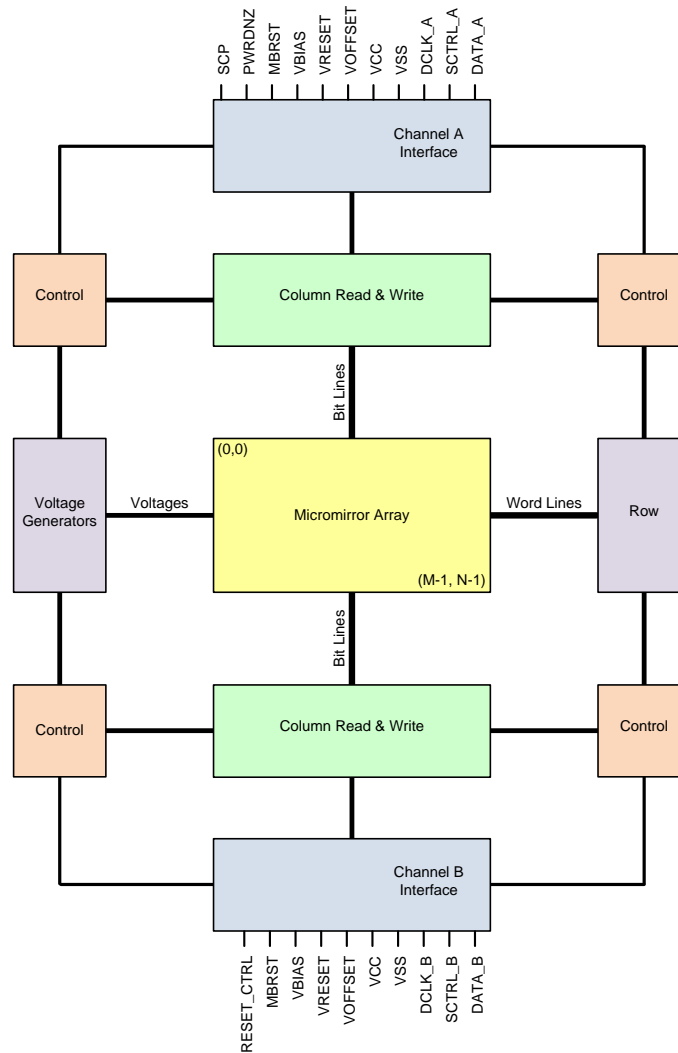 SCP
PWRDNZ
MBRST
VBIAS
VRESET
VOFFSET
VCC
VSS
DCLK_A
SCTRL_A
DATA_A
Channel A
Interface
Control
Column Read & Write
Control
Bit Lines
(0,0)
Voltage
Generators
Voltages
Micromirror Array
Word Lines
Row
(M-1, N-1)
Bit Lines
Control
Column Read & Write
Control
Channel B
Interface
RESET_CTRL
MBRST
VBIAS
VRESET
VOFFSET
VCC
VSS
DCLK_B
SCTRL_B
DATA_B